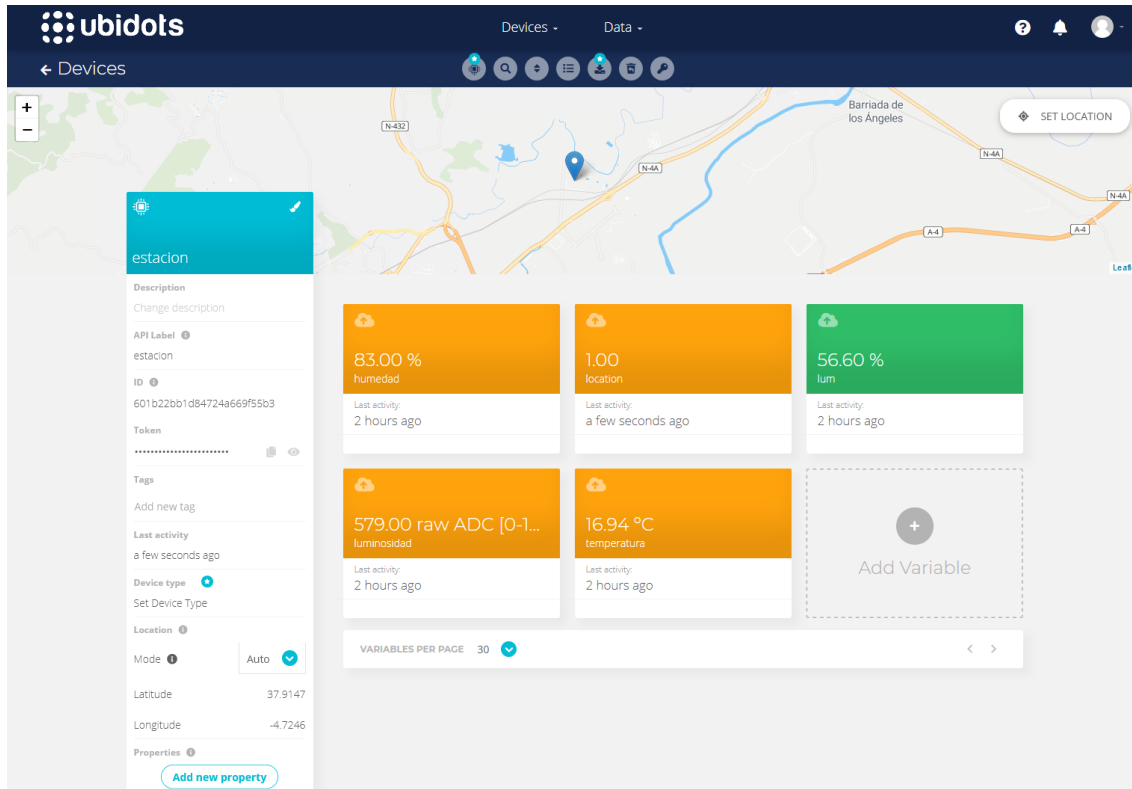 ubidots
Devices
Data
Devices
+
−
N-432
N-4A
Barriada de
los Ángeles
SET LOCATION
N-4A
N-4A
A-4
A-4
Leafl
estacion
Description
Change description
API Label
estacion
ID
601b22bb1d84724a669f55b3
Token
••••••••••••••••••••••••
Tags
Add new tag
Last activity
a few seconds ago
Device type
Set Device Type
Location
Mode Auto
Latitude 37.9147
Longitude -4.7246
Properties
Add new property
83.00 %
humedad
Last activity:
2 hours ago
1.00
location
Last activity:
a few seconds ago
56.60 %
lum
Last activity:
2 hours ago
579.00 raw ADC [0-1...
luminosidad
Last activity:
2 hours ago
16.94 ºC
temperatura
Last activity:
2 hours ago
Add Variable
VARIABLES PER PAGE 30